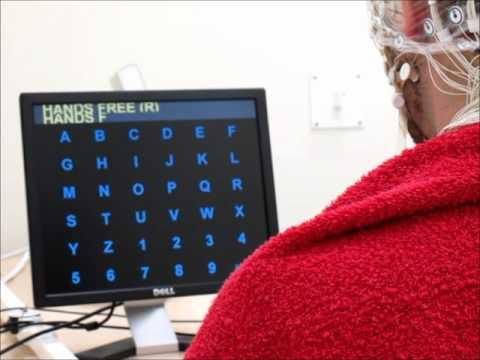 HANDS FREE (R)
HANDS F
A B C D E F
G H I J K L
M N O P Q R
S T U V W X
Y Z 1 2 3 4
5 6 7 8 9
DELL